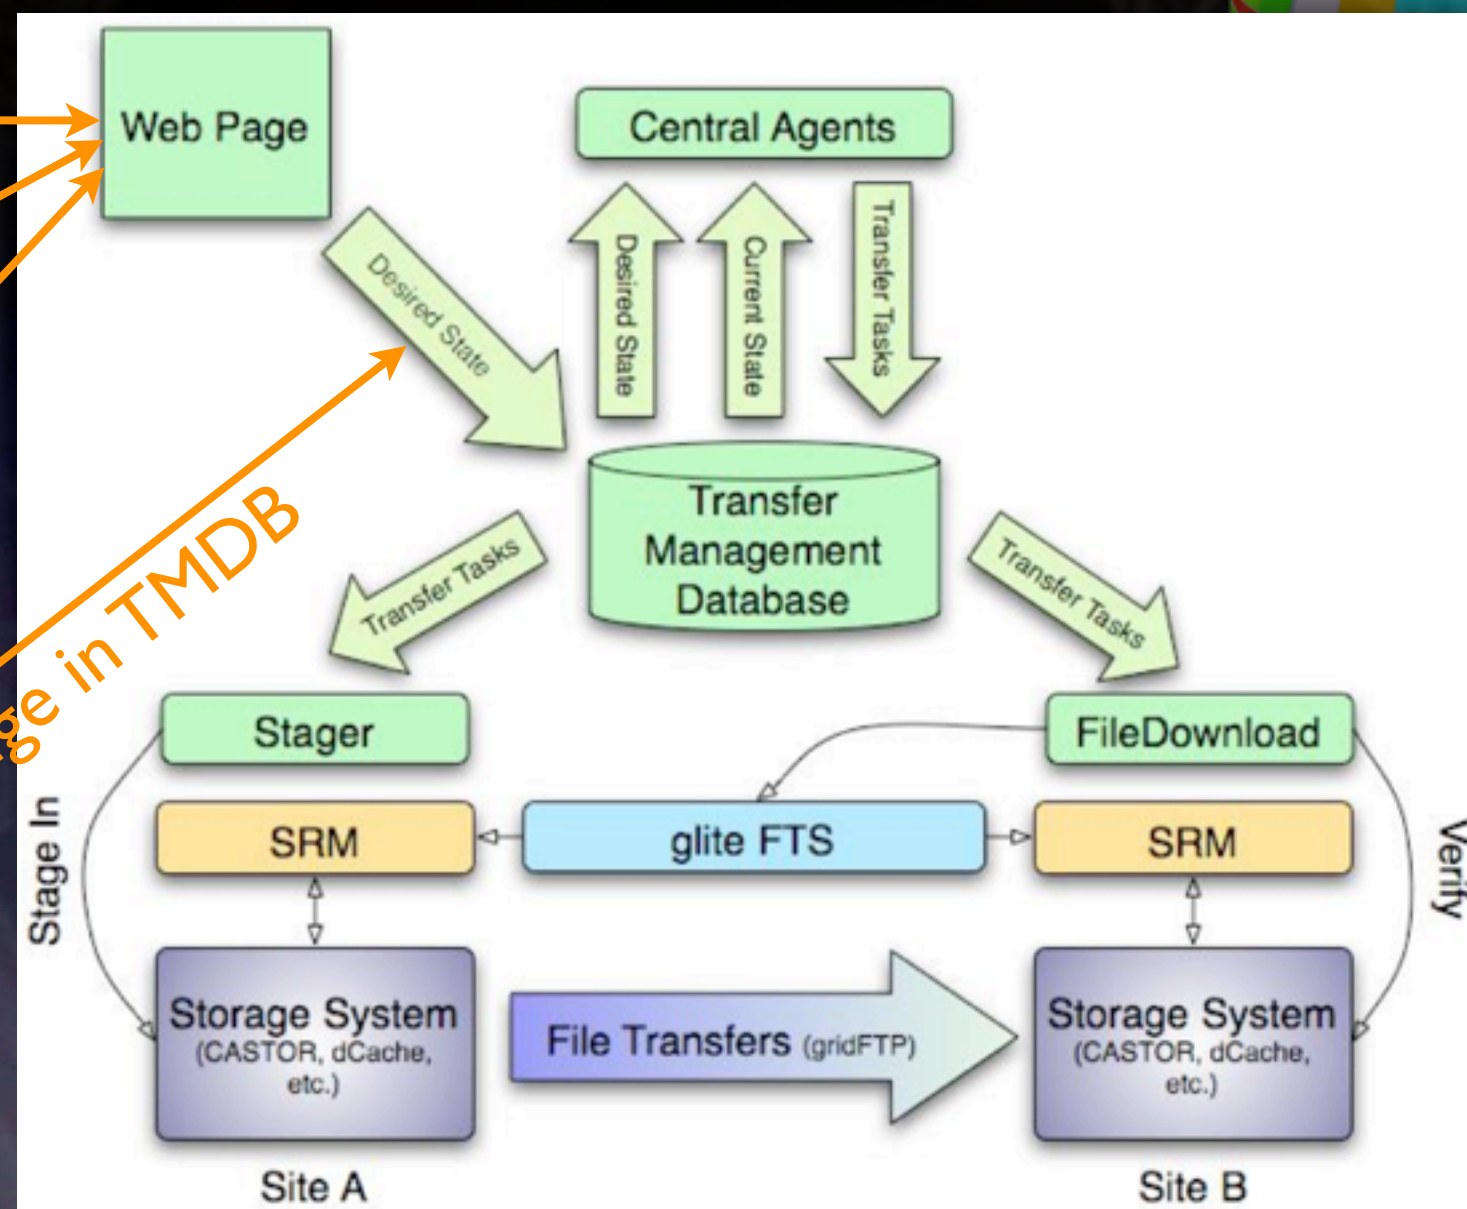 Web Page
Central Agents
Desired State
Desired State
Current State
Transfer Tasks
Transfer
Management
Database
in TMDB
Transfer Tasks
Transfer Tasks
Stager
FileDownload
Stage In
SRM
glite FTS
SRM
Verify
Storage System
(CASTOR, dCache,
etc.)
File Transfers (gridFTP)
Storage System
(CASTOR, dCache,
etc.)
Site A
Site B